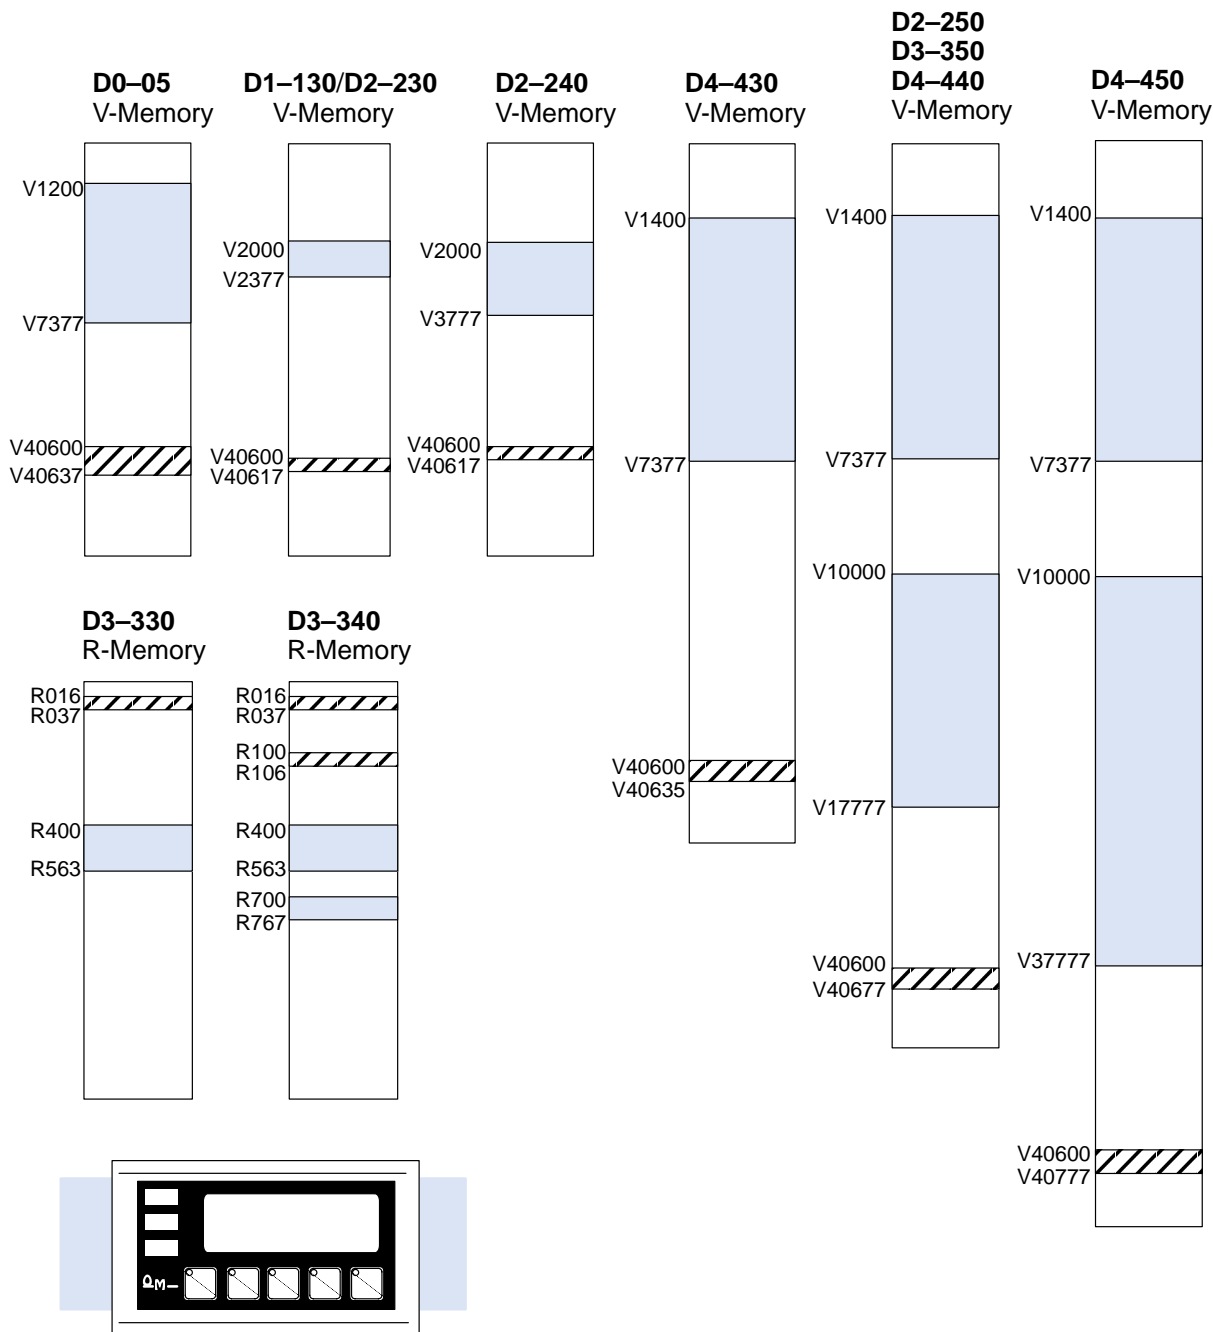 D0–05
V-Memory
V1200
V7377
V40600
V40637
D1–130/D2–230
V-Memory
V2000
V2377
V40600
V40617
D2–240
V-Memory
V2000
V3777
V40600
V40617
D4–430
V-Memory
V1400
V7377
V40600
V40635
D2–250
D3–350
D4–440
V-Memory
V1400
V7377
V10000
V17777
V40600
V40677
D4–450
V-Memory
V1400
V7377
V10000
V37777
V40600
V40777
D3–330
R-Memory
R016
R037
R400
R563
D3–340
R-Memory
R016
R037
R100
R106
R400
R563
R700
R767